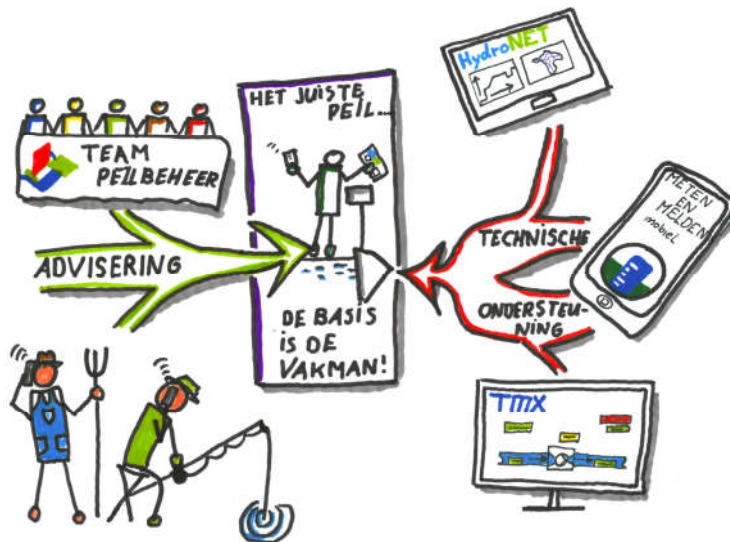 TEAM
PEILBEHEER
ADVISERING
HET JUISTE
PEIL...
DE BASIS
IS DE
VAKMAN!
HydroNET
TECHNISCHE
ONDERSTEU-
NING
METEN
EN
MELDEN
mobiel
TMX